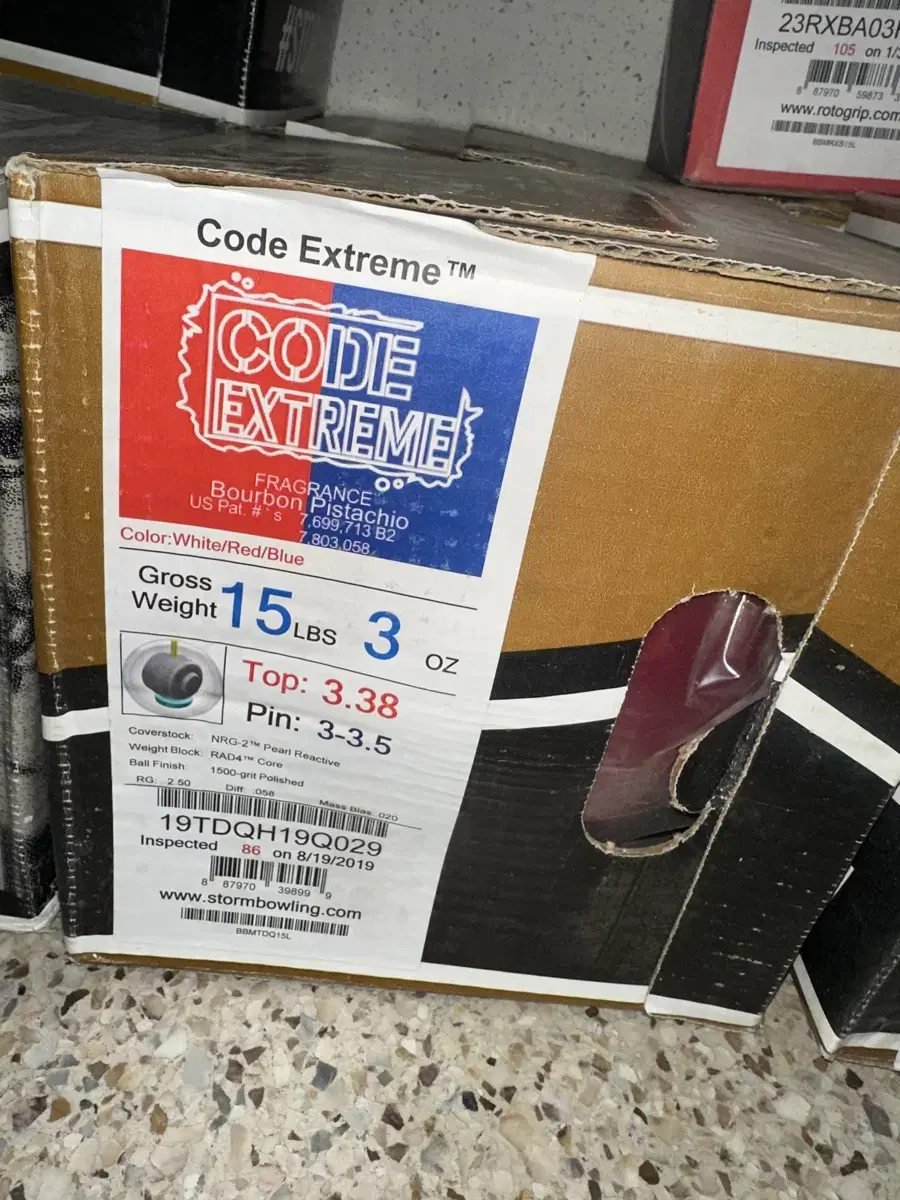 23RXBA03
Inspected 105 on 1/
8 87970 59873
www.rotogrip.com
BBMRXB15L
Code Extreme™
CODE
EXTREME
FRAGRANCE
Bourbon Pistachio
US Pat. #'s 7,699,713 B2
7,803,058
Color:White/Red/Blue
Gross
Weight 15 LBS 3 OZ
Top: 3.38
Pin: 3-3.5
Coverstock: NRG-2™ Pearl Reactive
Weight Block: RAD4™ Core
Ball Finish: 1500-grit Polished
RG: 2.50 Diff: .058 Mass Bias: .020
19TDQH19Q029
Inspected 86 on 8/19/2019
8 87970 39899 9
www.stormbowling.com
BBMTDQ15L